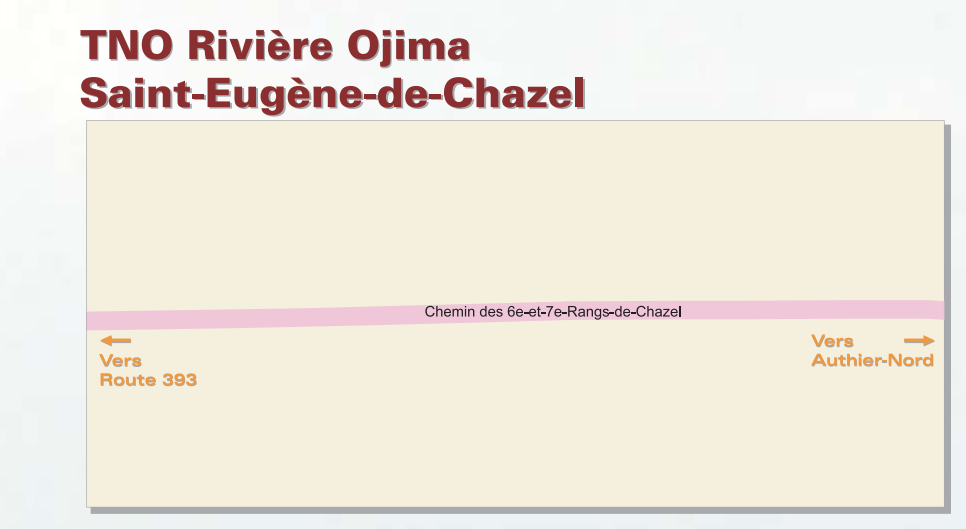 TNO Rivière Ojima
Saint-Eugène-de-Chazel
Chemin des 6e-et-7e-Rangs-de-Chazel
Vers
Route 393
Vers
Authier-Nord